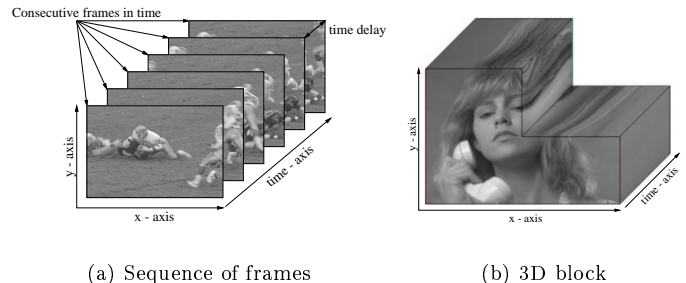 Consecutive frames in time
time delay
y - axis
x - axis
time - axis
y - axis
x - axis
time - axis
(a) Sequence of frames
(b) 3D block